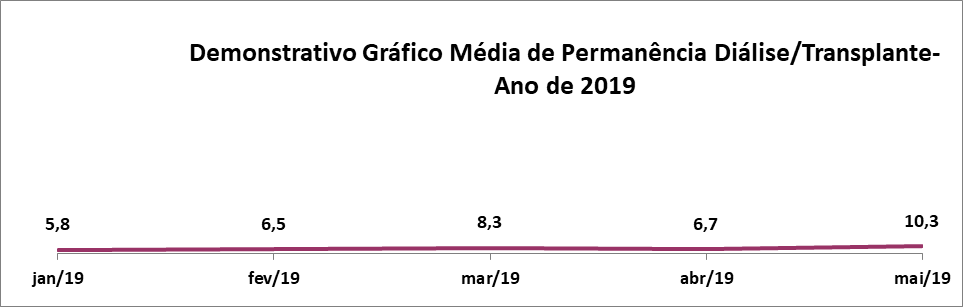 Demonstrativo Gráfico Média de Permanência Diálise/Transplante-
Ano de 2019
5,8 6,5 8,3 6,7 10,3
jan/19 fev/19 mar/19 abr/19 mai/19